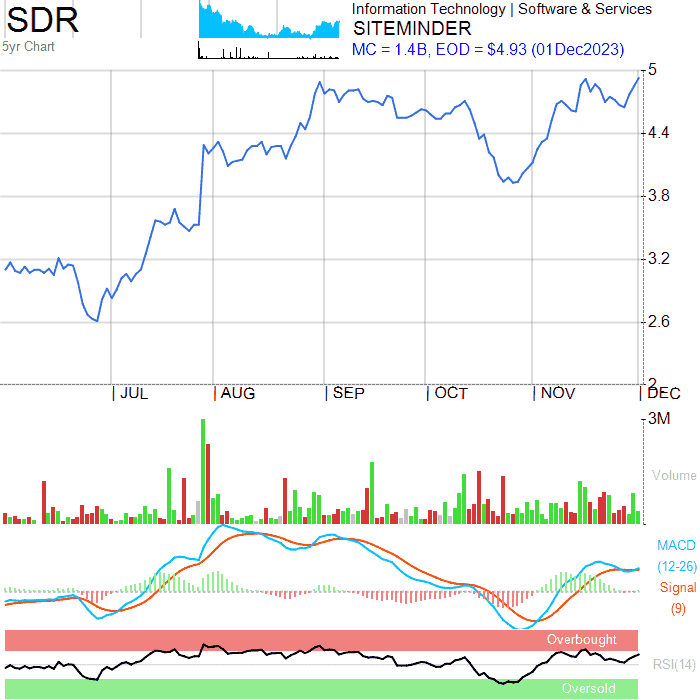 SDR
5yr Chart
Information Technology | Software & Services
SITEMINDER
MC = 1.4B, EOD = $4.93 (01Dec2023)
5
4.4
3.8
3.2
2.6
2
JUL AUG SEP OCT NOV DEC
3M
Volume
MACD
(12-26)
Signal
(9)
Overbought
RSI(14)
Oversold